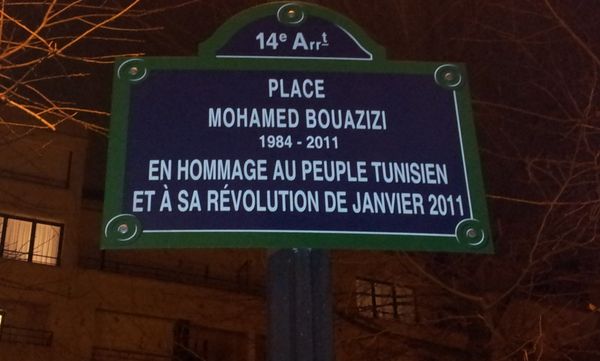 14e Arrt
PLACE
MOHAMED BOUAZIZI
1984 - 2011
EN HOMMAGE AU PEUPLE TUNISIEN
ET À SA RÉVOLUTION DE JANVIER 2011